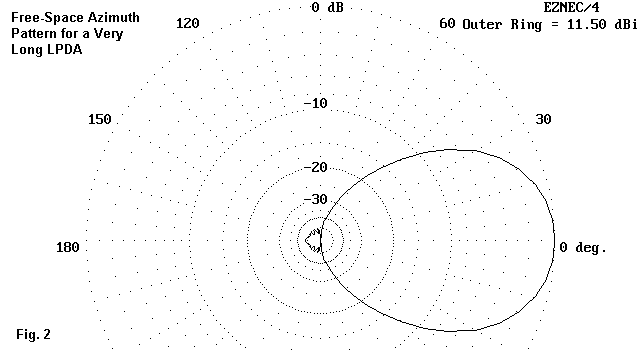 Free-Space Azimuth
Pattern for a Very
Long LPDA
120
0 dB
60
EZNEC/4
Outer Ring = 11.50 dBi
-10
150
30
-20
-30
180
0 deg.
Fig. 2